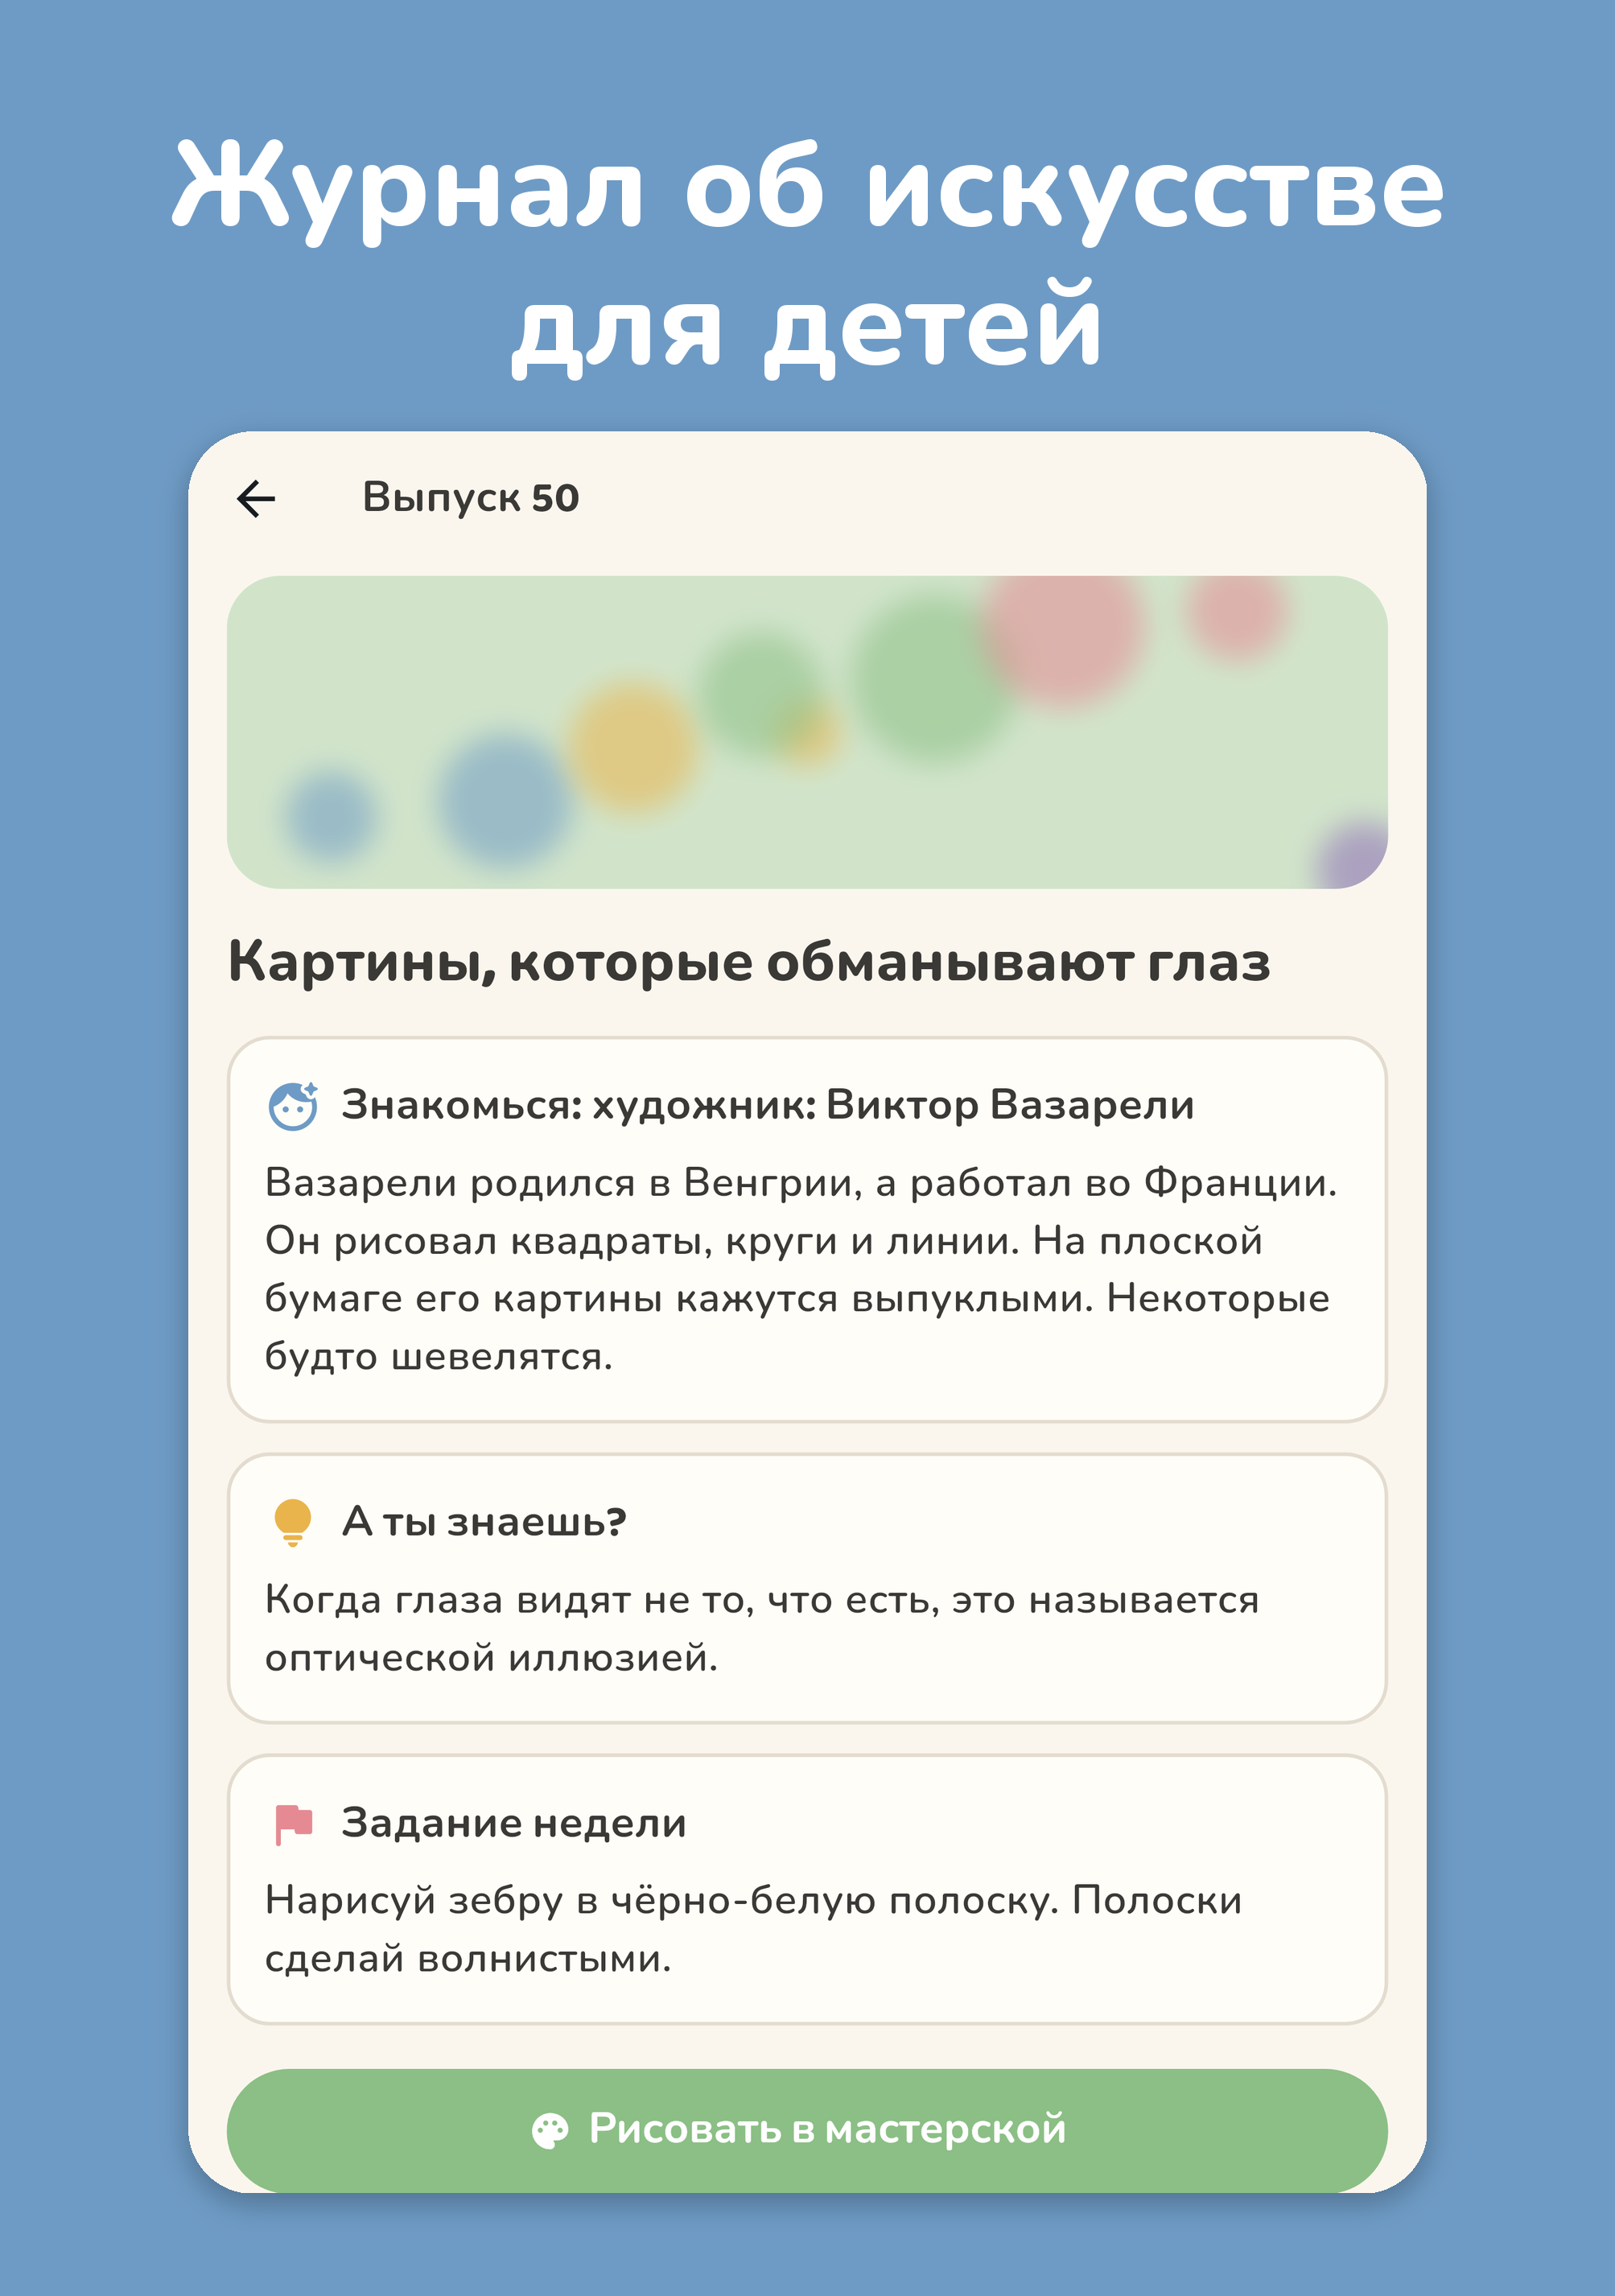 Журнал об искусстве
для детей
Выпуск 50
Картины, которые обманывают глаз
Знакомься: художник: Виктор Вазарели
Вазарели родился в Венгрии, а работал во Франции.
Он рисовал квадраты, круги и линии. На плоской
бумаге его картины кажутся выпуклыми. Некоторые
будто шевелятся.
А ты знаешь?
Когда глаза видят не то, что есть, это называется
оптической иллюзией.
Задание недели
Нарисуй зебру в чёрно-белую полоску. Полоски
сделай волнистыми.
Рисовать в мастерской